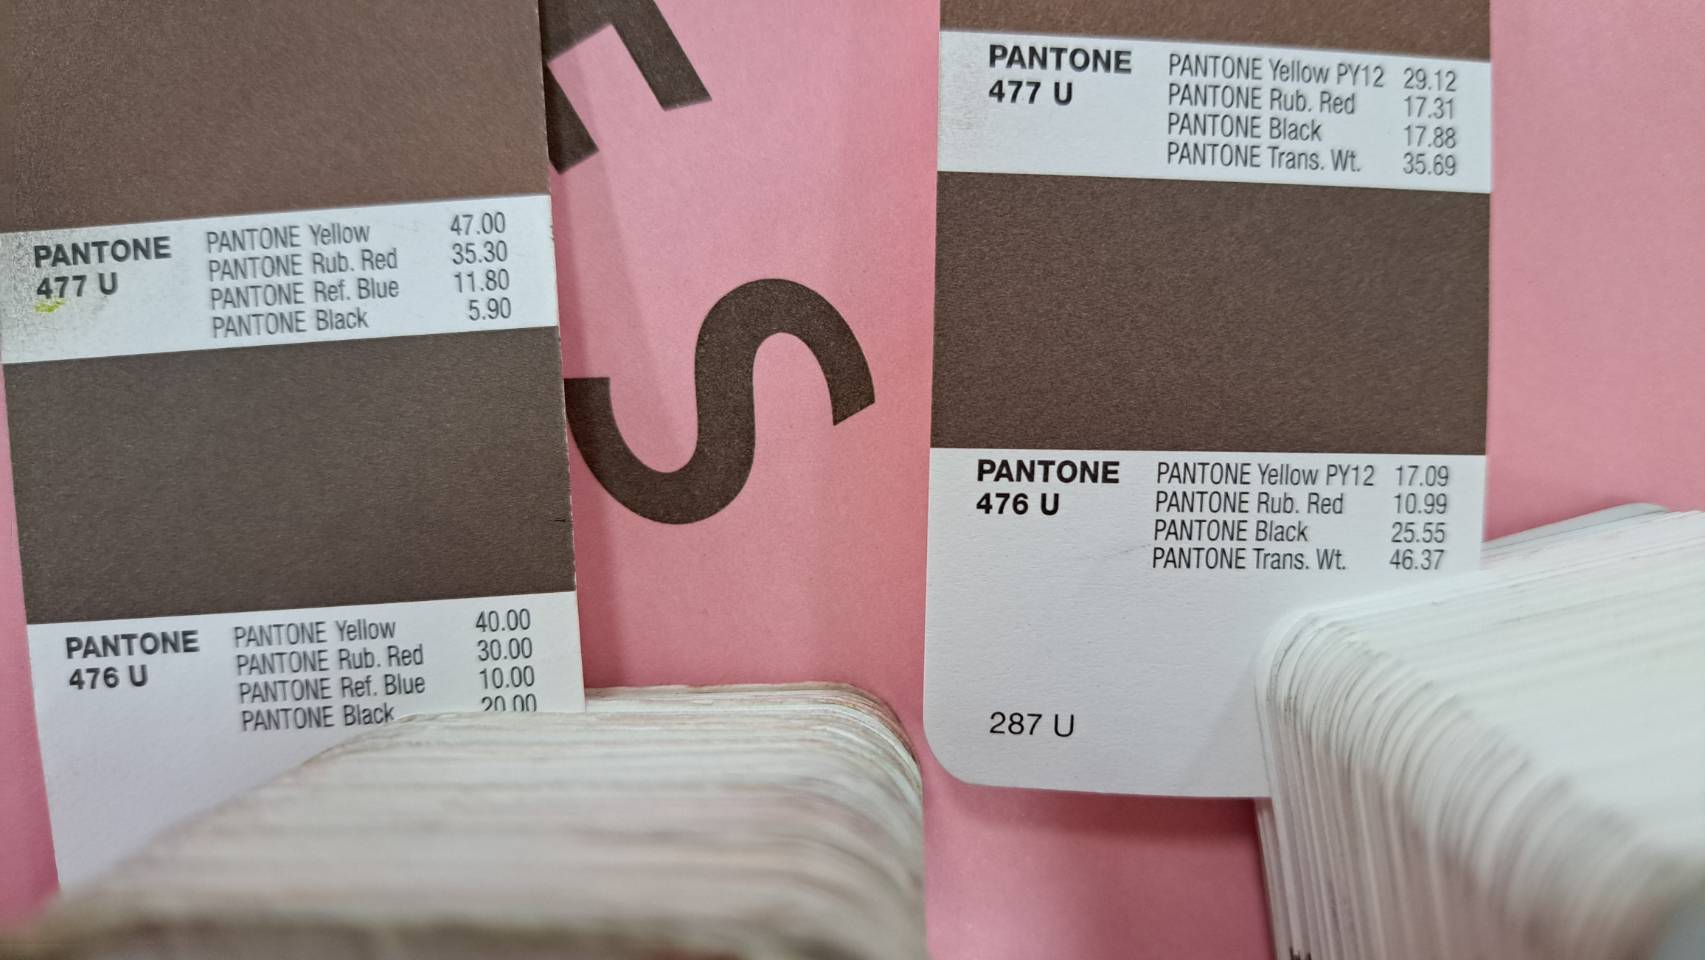 PANTONE
477 U
PANTONE Yellow 47.00
PANTONE Rub. Red 35.30
PANTONE Ref. Blue 11.80
PANTONE Black 5.90
PANTONE
476 U
PANTONE Yellow 40.00
PANTONE Rub. Red 30.00
PANTONE Ref. Blue 10.00
PANTONE Black 20.00
S
PANTONE
477 U
PANTONE Yellow PY12 29.12
PANTONE Rub. Red 17.31
PANTONE Black 17.88
PANTONE Trans. Wt. 35.69
PANTONE
476 U
PANTONE Yellow PY12 17.09
PANTONE Rub. Red 10.99
PANTONE Black 25.55
PANTONE Trans. Wt. 46.37
287 U